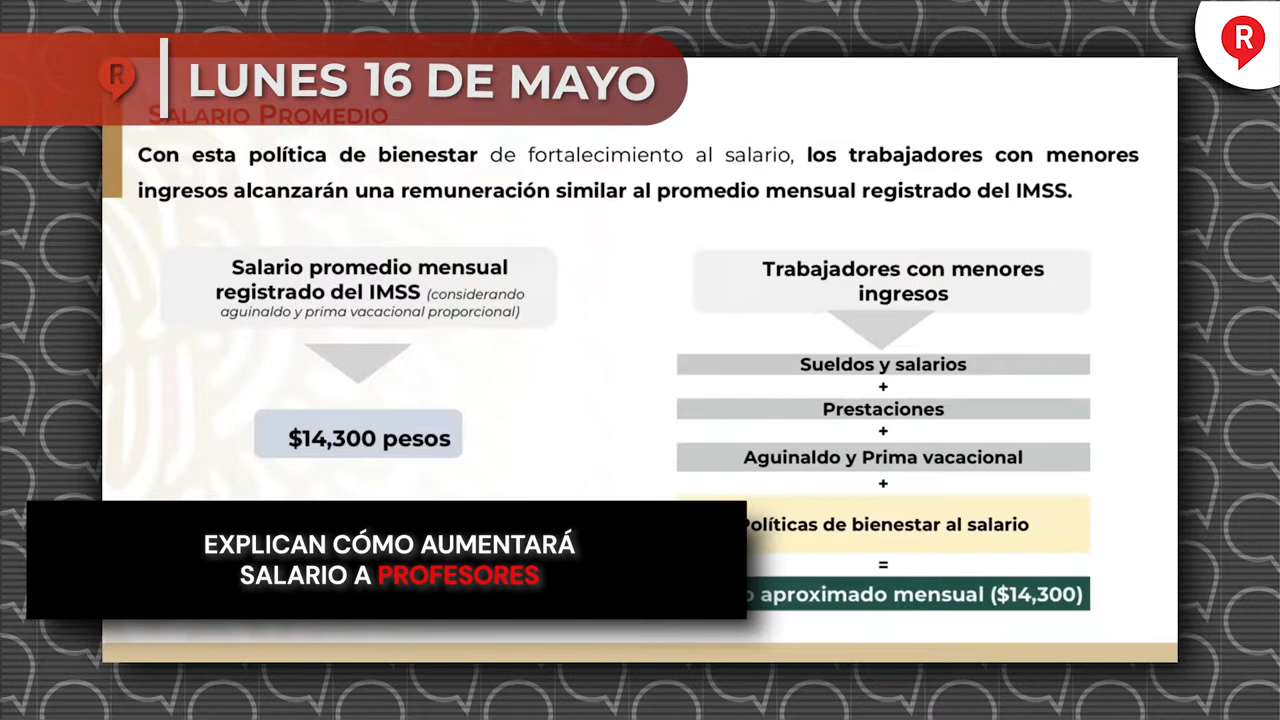 R
LUNES 16 DE MAYO
R
SALARIO PROMEDIO
Con esta política de bienestar de fortalecimiento al salario, los trabajadores con menores
ingresos alcanzarán una remuneración similar al promedio mensual registrado del IMSS.
Salario promedio mensual
registrado del IMSS (considerando
aguinaldo y prima vacacional proporcional)
$14,300 pesos
Trabajadores con menores
ingresos
Sueldos y salarios
+
Prestaciones
+
Aguinaldo y Prima vacacional
+
Políticas de bienestar al salario
=
aproximado mensual ($14,300)
EXPLICAN CÓMO AUMENTARÁ
SALARIO A PROFESORES